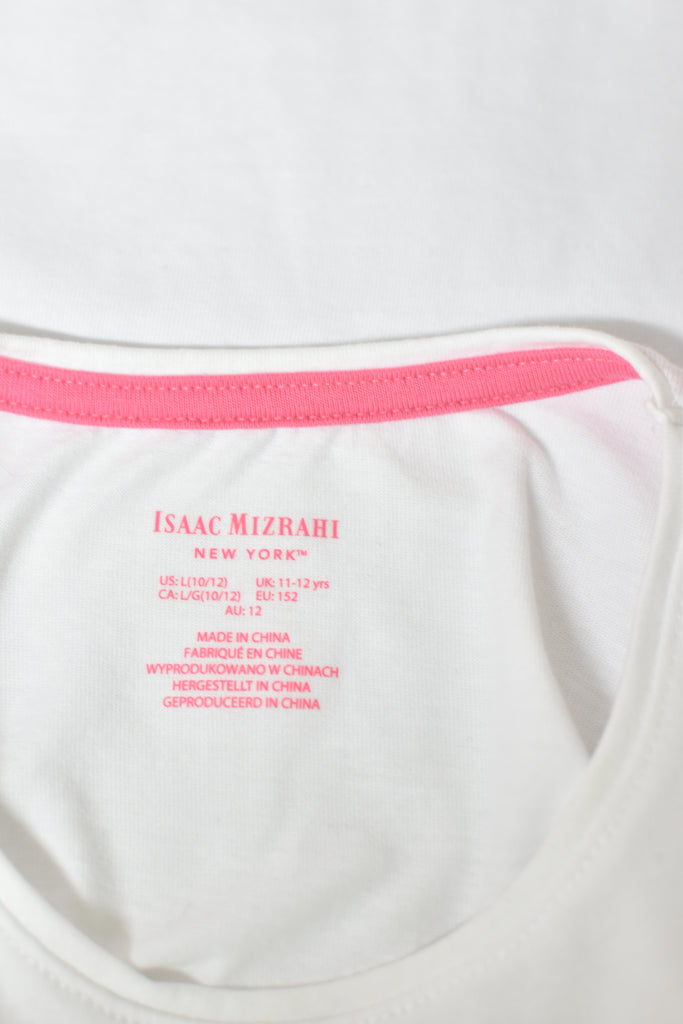 ISAAC MIZRAHI
NEW YORK™
US: L(10/12) UK: 11-12 yrs
CA: L/G(10/12) EU: 152
AU: 12
MADE IN CHINA
FABRIQUÉ EN CHINE
WYPRODUKOWANO W CHINACH
HERGESTELLT IN CHINA
GEPRODUCEERD IN CHINA